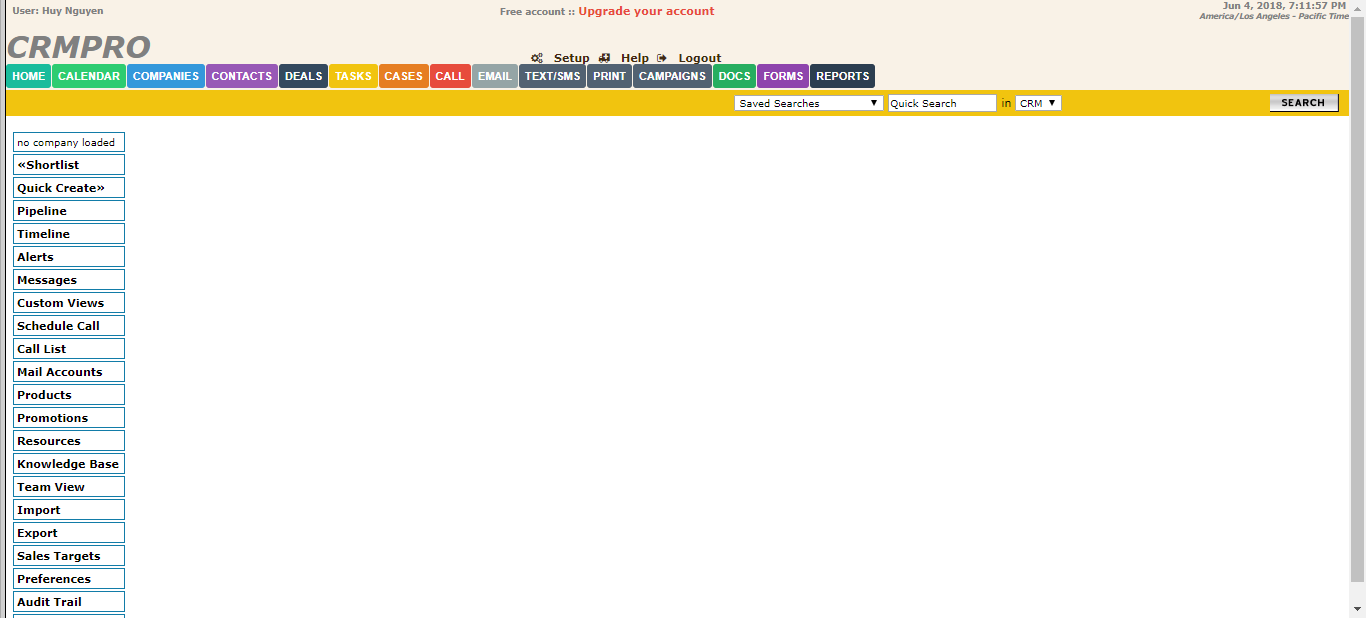 User: Huy Nguyen
Free account :: Upgrade your account
Jun 4, 2018, 7:11:57 PM
America/Los Angeles - Pacific Time
CRMPRO
Setup Help Logout
HOME CALENDAR COMPANIES CONTACTS DEALS TASKS CASES CALL EMAIL TEXT/SMS PRINT CAMPAIGNS DOCS FORMS REPORTS
Saved Searches Quick Search in CRM SEARCH
no company loaded
«Shortlist
Quick Create»
Pipeline
Timeline
Alerts
Messages
Custom Views
Schedule Call
Call List
Mail Accounts
Products
Promotions
Resources
Knowledge Base
Team View
Import
Export
Sales Targets
Preferences
Audit Trail